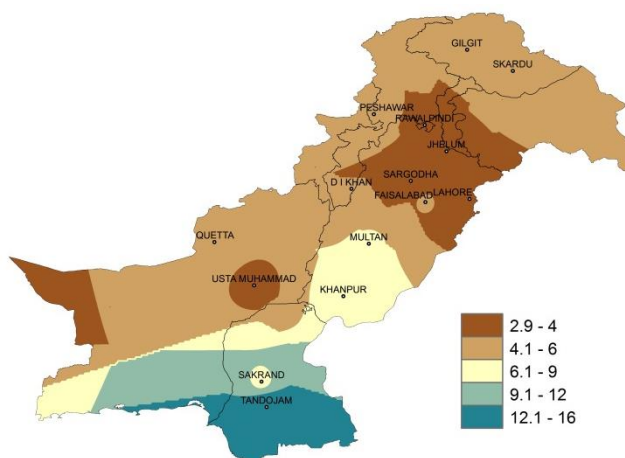 GILGIT
SKARDU
PESHAWAR
RAWALPINDI
JHBLUM
D I KHAN
SARGODHA
FAISALABAD
LAHORE
QUETTA
MULTAN
USTA MUHAMMAD
KHANPUR
SAKRAND
TANDOJAM
2.9 - 4
4.1 - 6
6.1 - 9
9.1 - 12
12.1 - 16